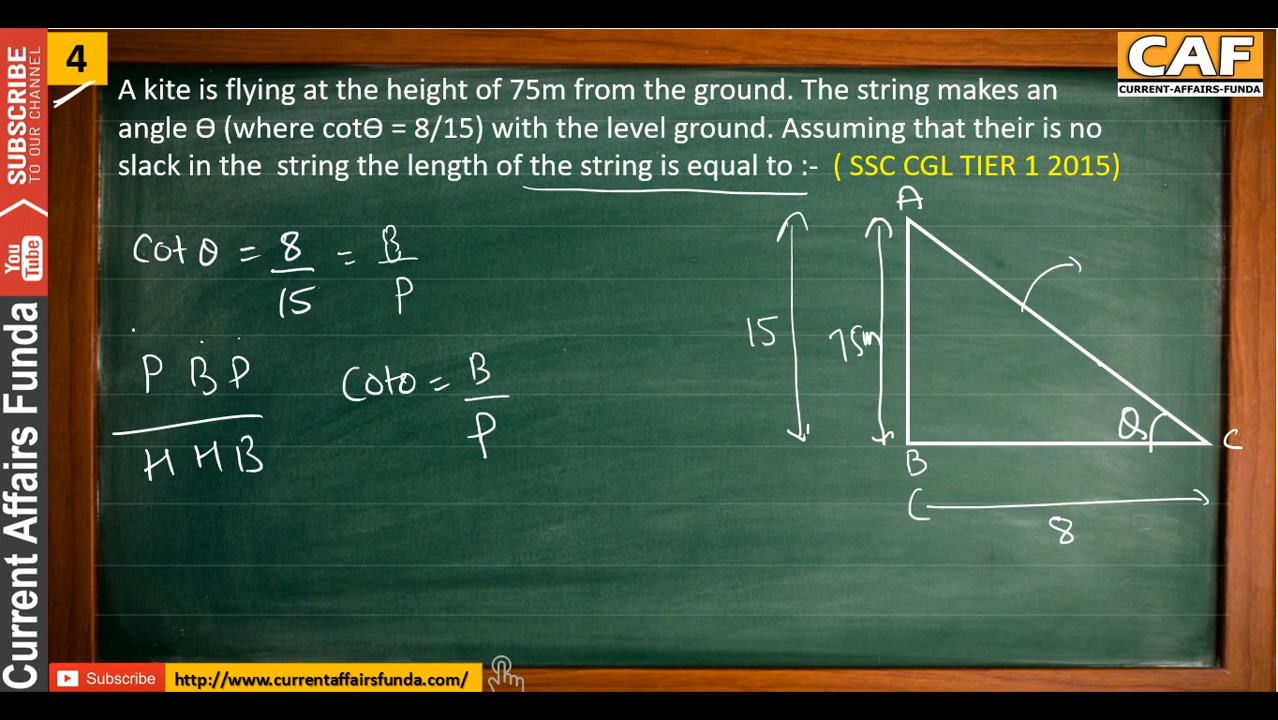 SUBSCRIBE
TO OUR CHANNEL
You
Tube
Current Affairs Funda
4
CAF
CURRENT-AFFAIRS-FUNDA
A kite is flying at the height of 75m from the ground. The string makes an
angle Ө (where cotӨ = 8/15) with the level ground. Assuming that their is no
slack in the string the length of the string is equal to :- ( SSC CGL TIER 1 2015)
Cot θ = 8/15 = B/P
P B P
H H B
Cotθ = B/P
A
15
75m
θ
B
C
8
Subscribe
http://www.currentaffairsfunda.com/